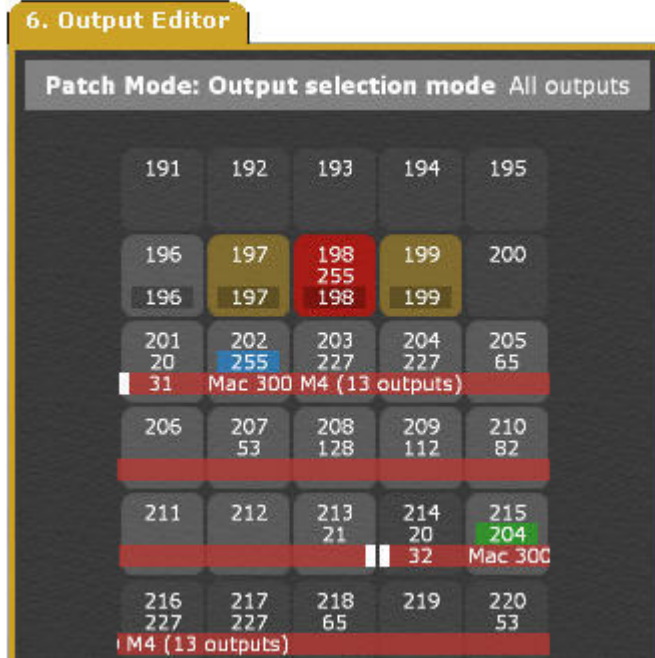 6. Output Editor
Patch Mode: Output selection mode All outputs
191 192 193 194 195
196 197 198 199 200
255
196 197 198 199
201 202 203 204 205
20 255 227 227 65
31 Mac 300 M4 (13 outputs)
206 207 208 209 210
53 128 112 82
211 212 213 214 215
21 20 204
32 Mac 300
216 217 218 219 220
227 227 65 53
M4 (13 outputs)